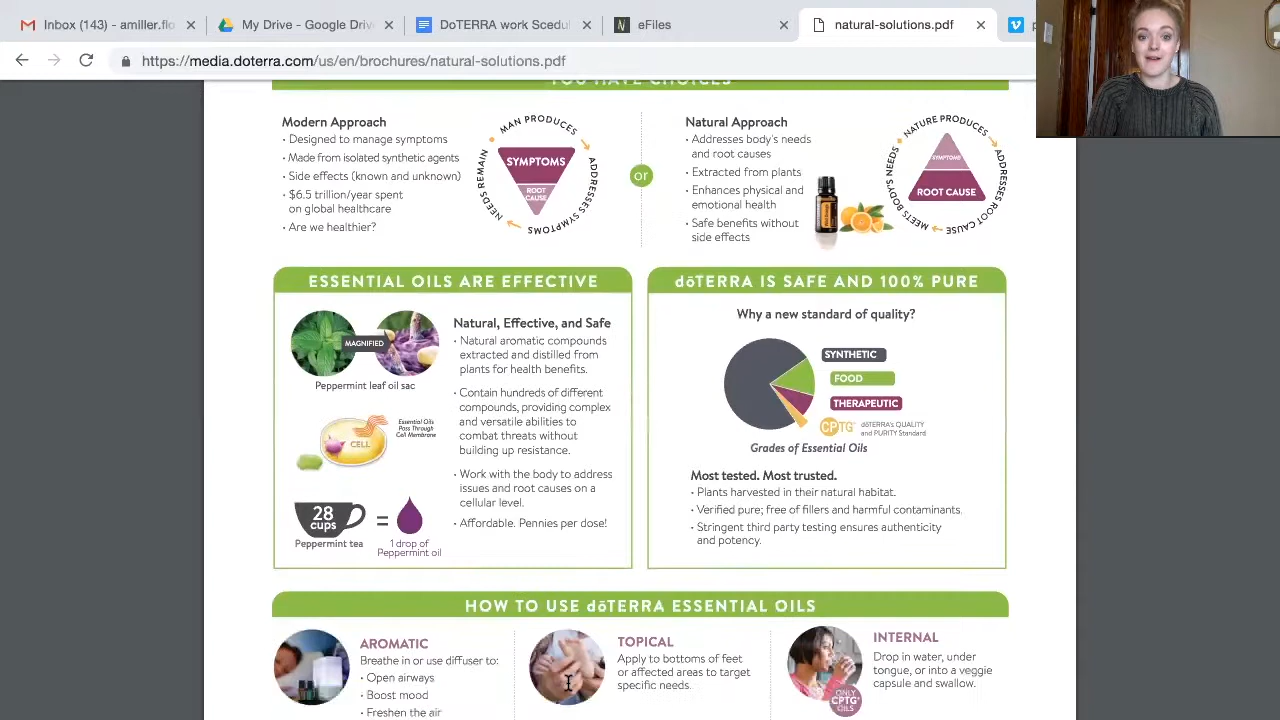 Inbox (143) - amiller.flo
My Drive - Google Drive
DoTERRA work Scedul
eFiles
natural-solutions.pdf
https://media.doterra.com/us/en/brochures/natural-solutions.pdf
YOU HAVE CHOICES
Modern Approach
· Designed to manage symptoms
· Made from isolated synthetic agents
· Side effects (known and unknown)
· $6.5 trillion/year spent
on global healthcare
· Are we healthier?
MAN PRODUCES
ADDRESSES SYMPTOMS
NEEDS REMAIN
SYMPTOMS
ROOT
CAUSE
or
Natural Approach
· Addresses body's needs
and root causes
· Extracted from plants
· Enhances physical and
emotional health
· Safe benefits without
side effects
NATURE PRODUCES
ADDRESSES ROOT CAUSE
MEETS BODY'S NEEDS
SYMPTOMS
ROOT CAUSE
ESSENTIAL OILS ARE EFFECTIVE
MAGNIFIED
Peppermint leaf oil sac
Essential Oils
Pass Through
Cell Membrane
CELL
28
cups
=
Peppermint tea
1 drop of
Peppermint oil
Natural, Effective, and Safe
· Natural aromatic compounds
extracted and distilled from
plants for health benefits.
· Contain hundreds of different
compounds, providing complex
and versatile abilities to
combat threats without
building up resistance.
· Work with the body to address
issues and root causes on a
cellular level.
· Affordable. Pennies per dose!
dōTERRA IS SAFE AND 100% PURE
Why a new standard of quality?
SYNTHETIC
FOOD
THERAPEUTIC
CPTG
dōTERRA's QUALITY
and PURITY Standard
Grades of Essential Oils
Most tested. Most trusted.
· Plants harvested in their natural habitat.
· Verified pure; free of fillers and harmful contaminants.
· Stringent third party testing ensures authenticity
and potency.
HOW TO USE dōTERRA ESSENTIAL OILS
AROMATIC
Breathe in or use diffuser to:
· Open airways
· Boost mood
· Freshen the air
TOPICAL
Apply to bottoms of feet
or affected areas to target
specific needs.
INTERNAL
Drop in water, under
tongue, or into a veggie
capsule and swallow.
ONLY
CPTG
OILS